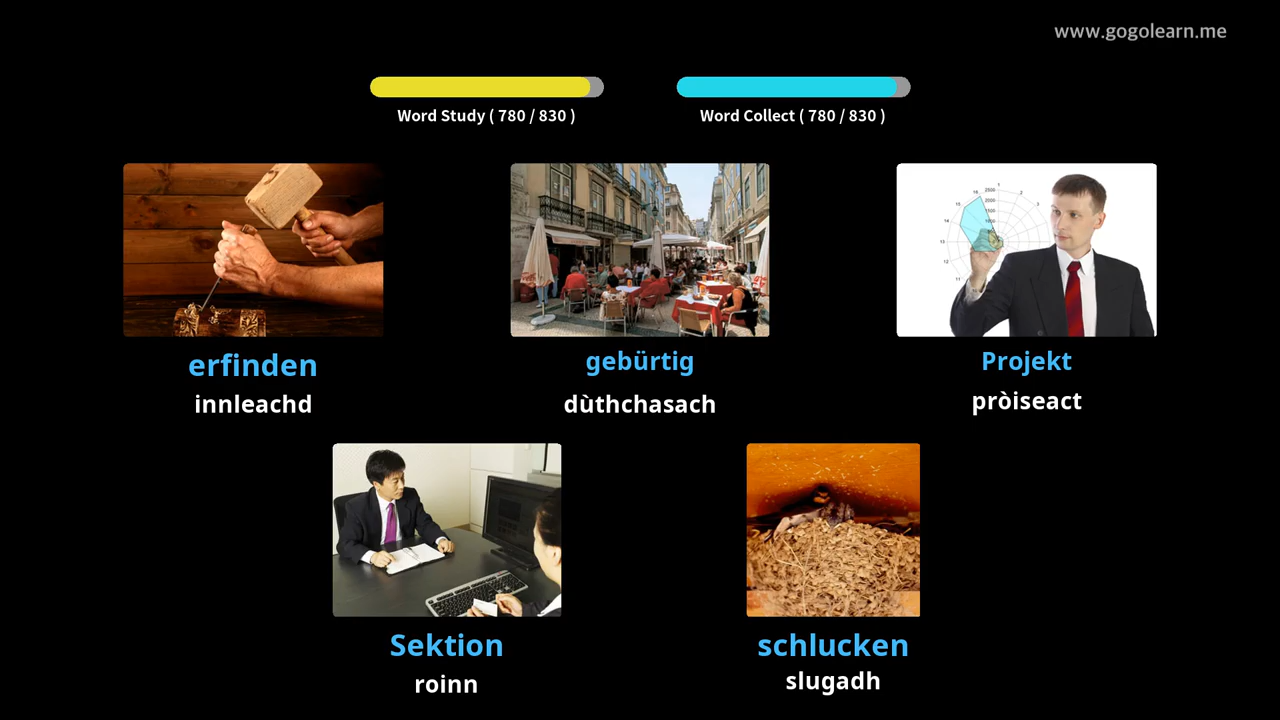 www.gogolearn.me
Word Study ( 780 / 830 )
Word Collect ( 780 / 830 )
erfinden
innleachd
gebürtig
dùthchasach
Projekt
pròiseact
Sektion
roinn
schlucken
slugadh